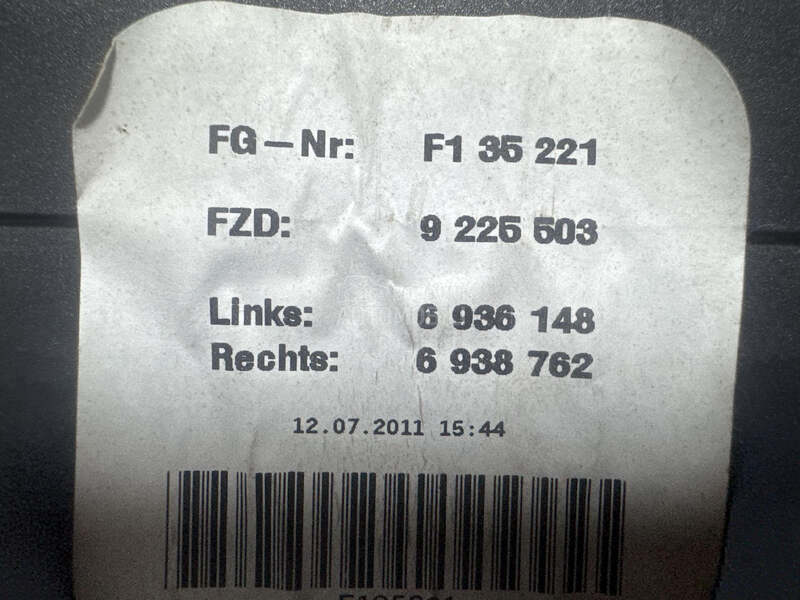 FG-Nr: F1 35 221
FZD: 9 225 503
Links: 6 936 148
Rechts: 6 938 762
12.07.2011 15:44